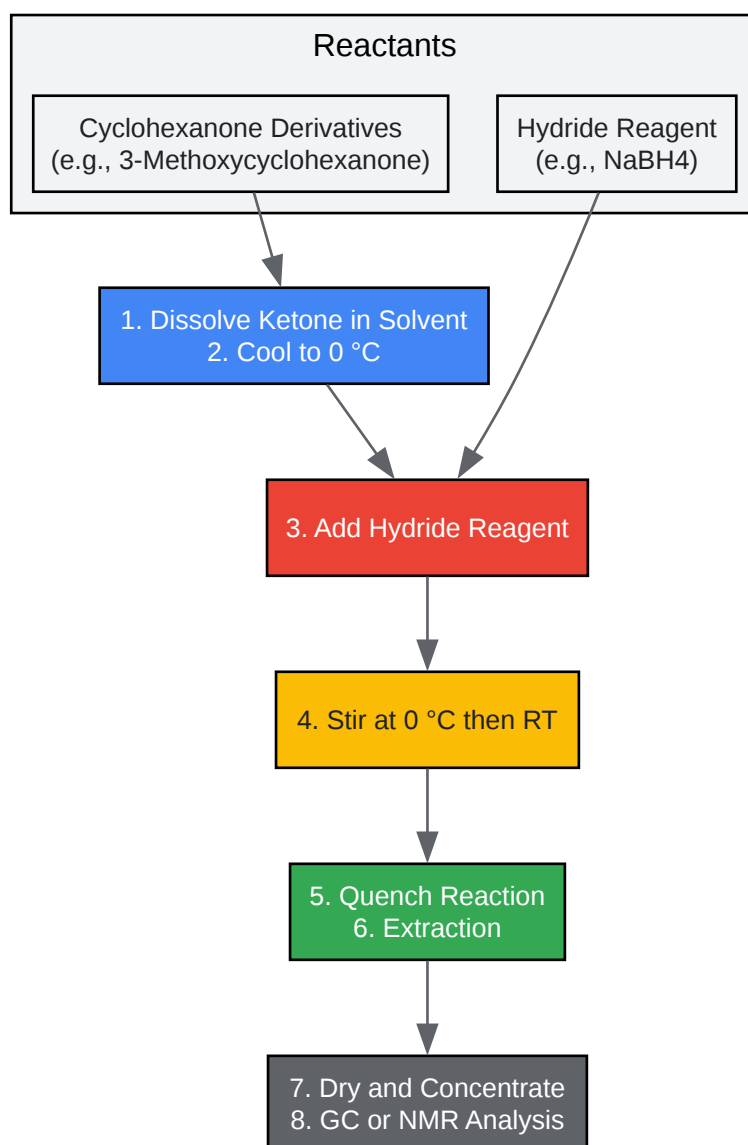 Reactants
Cyclohexanone Derivatives
(e.g., 3-Methoxycyclohexanone)
Hydride Reagent
(e.g., NaBH4)
1. Dissolve Ketone in Solvent
2. Cool to 0 °C
3. Add Hydride Reagent
4. Stir at 0 °C then RT
5. Quench Reaction
6. Extraction
7. Dry and Concentrate
8. GC or NMR Analysis